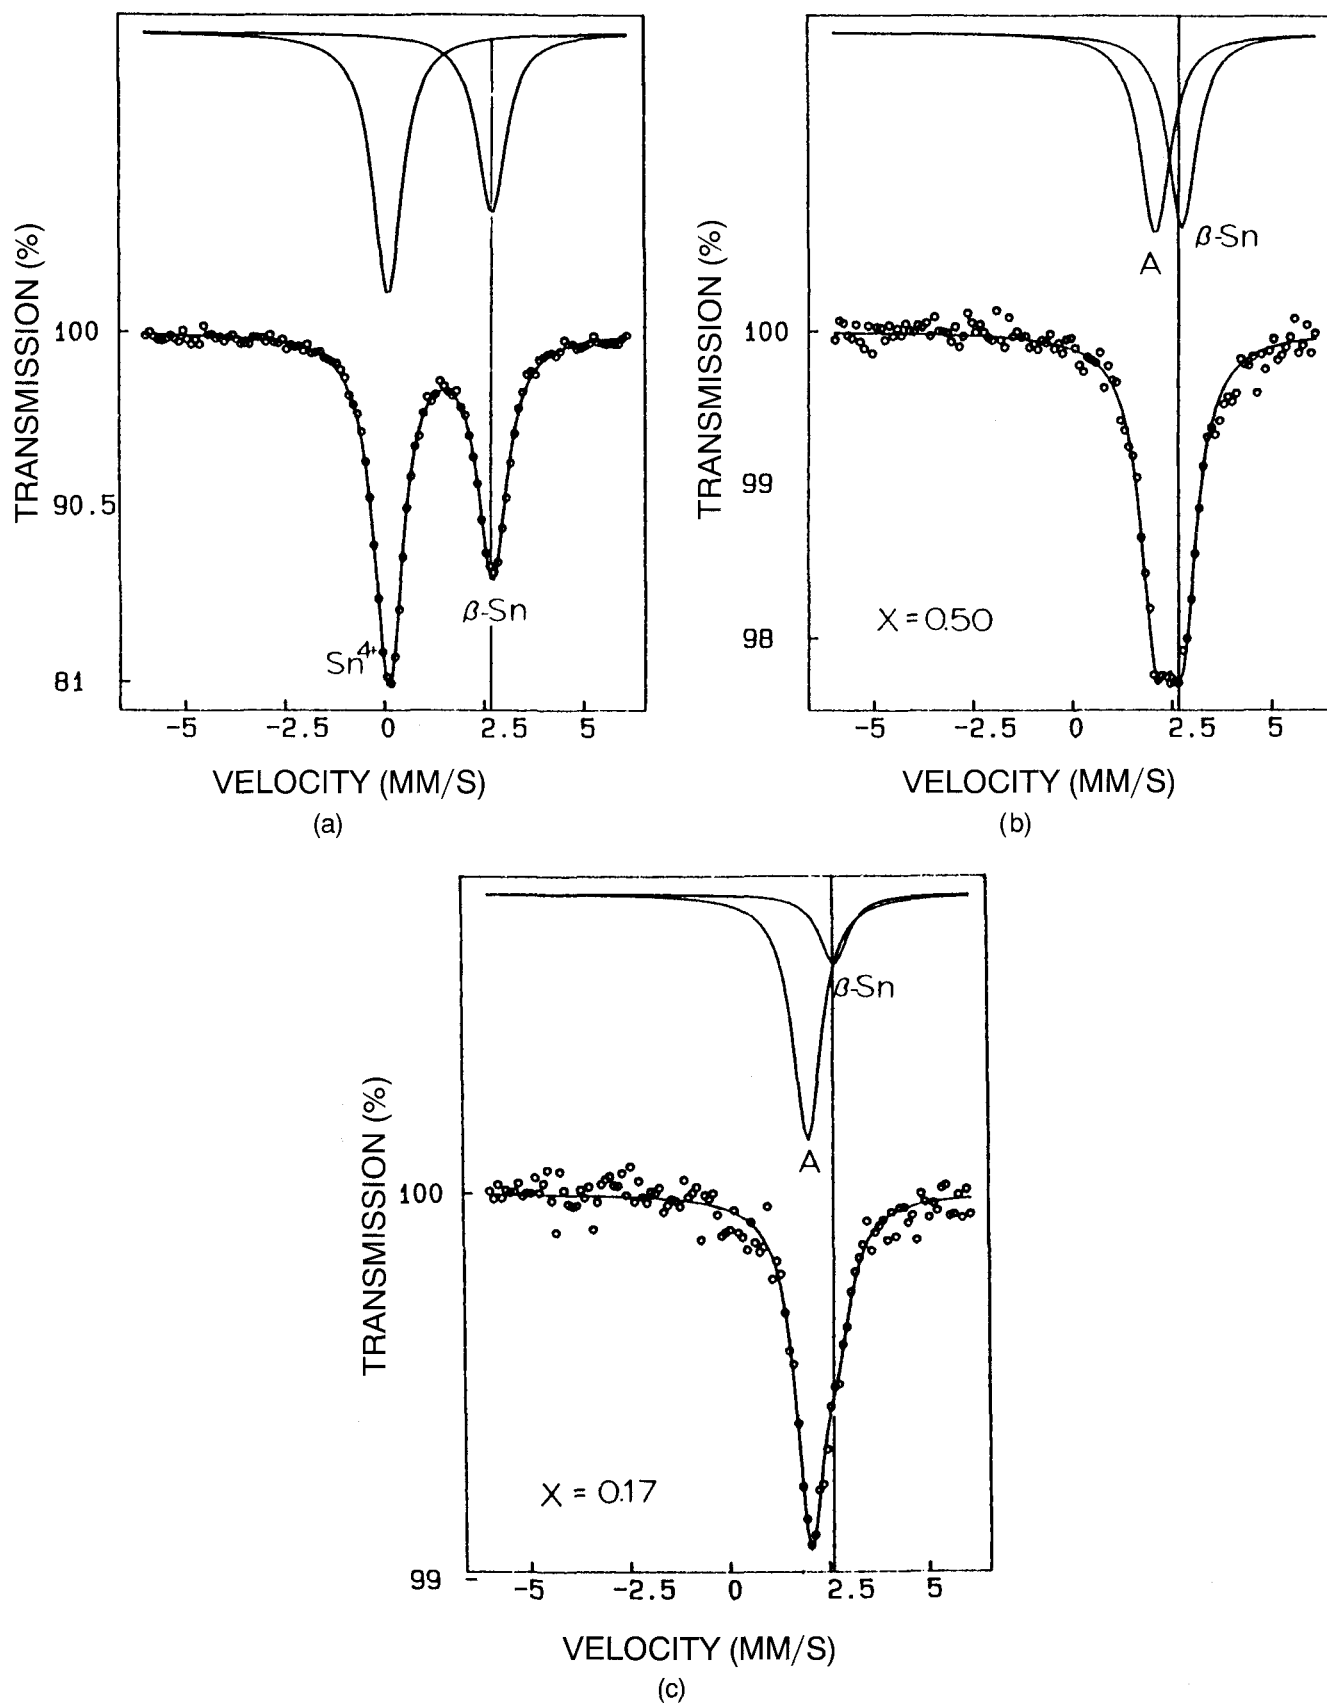 TRANSMISSION (%)
100
90.5
81
Sn4+
β-Sn
-5 -2.5 0 2.5 5
VELOCITY (MM/S)
(a)
TRANSMISSION (%)
100
99
98
A
β-Sn
X = 0.50
-5 -2.5 0 2.5 5
VELOCITY (MM/S)
(b)
TRANSMISSION (%)
100
99
β-Sn
A
X = 0.17
-5 -2.5 0 2.5 5
VELOCITY (MM/S)
(c)